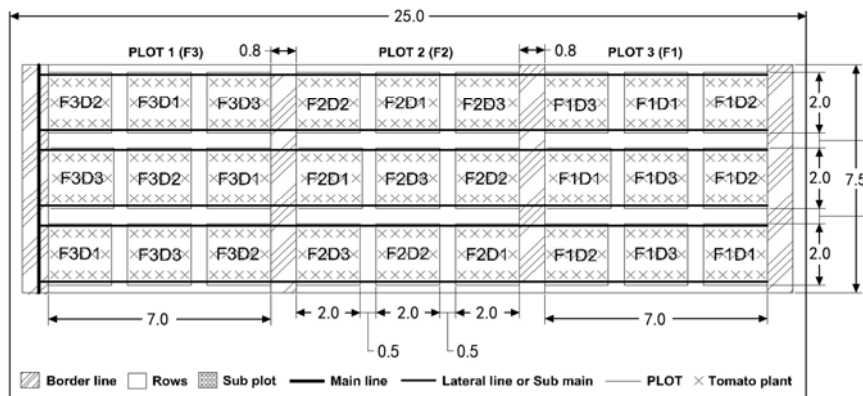 25.0
PLOT 1 (F3) 0.8 PLOT 2 (F2) 0.8 PLOT 3 (F1)
F3D2 F3D1 F3D3 F2D2 F2D1 F2D3 F1D3 F1D1 F1D2 2.0
F3D3 F3D2 F3D1 F2D1 F2D3 F2D2 F1D1 F1D3 F1D2 2.0 7.5
F3D1 F3D3 F3D2 F2D3 F2D2 F2D1 F1D2 F1D3 F1D1 2.0
7.0 2.0 2.0 2.0 7.0
0.5 0.5
Border line Rows Sub plot Main line Lateral line or Sub main PLOT Tomato plant